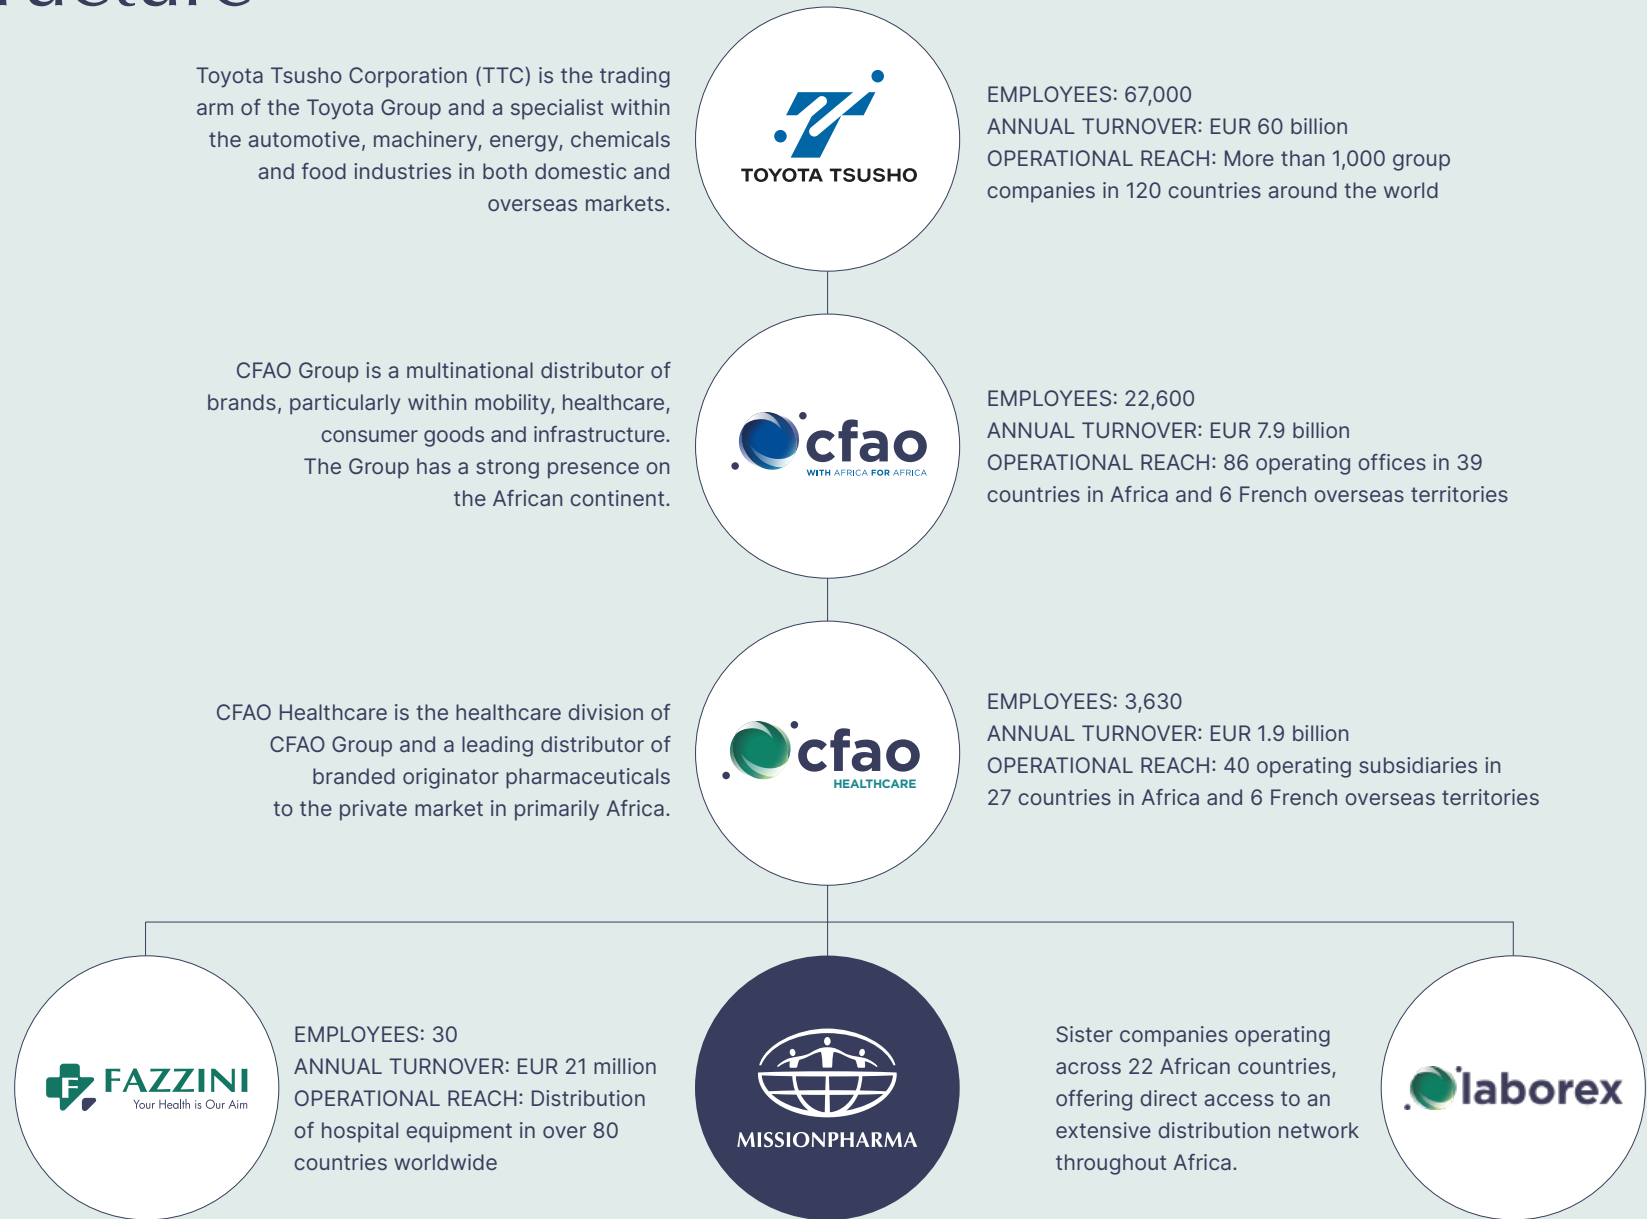 Toyota Tsusho Corporation (TTC) is the trading
arm of the Toyota Group and a specialist within
the automotive, machinery, energy, chemicals
and food industries in both domestic and
overseas markets.
TOYOTA TSUSHO
EMPLOYEES: 67,000
ANNUAL TURNOVER: EUR 60 billion
OPERATIONAL REACH: More than 1,000 group
companies in 120 countries around the world
CFAO Group is a multinational distributor of
brands, particularly within mobility, healthcare,
consumer goods and infrastructure.
The Group has a strong presence on
the African continent.
cfao
WITH AFRICA FOR AFRICA
EMPLOYEES: 22,600
ANNUAL TURNOVER: EUR 7.9 billion
OPERATIONAL REACH: 86 operating offices in 39
countries in Africa and 6 French overseas territories
CFAO Healthcare is the healthcare division of
CFAO Group and a leading distributor of
branded originator pharmaceuticals
to the private market in primarily Africa.
cfao
HEALTHCARE
EMPLOYEES: 3,630
ANNUAL TURNOVER: EUR 1.9 billion
OPERATIONAL REACH: 40 operating subsidiaries in
27 countries in Africa and 6 French overseas territories
FAZZINI
Your Health is Our Aim
EMPLOYEES: 30
ANNUAL TURNOVER: EUR 21 million
OPERATIONAL REACH: Distribution
of hospital equipment in over 80
countries worldwide
MISSIONPHARMA
Sister companies operating
across 22 African countries,
offering direct access to an
extensive distribution network
throughout Africa.
laborex